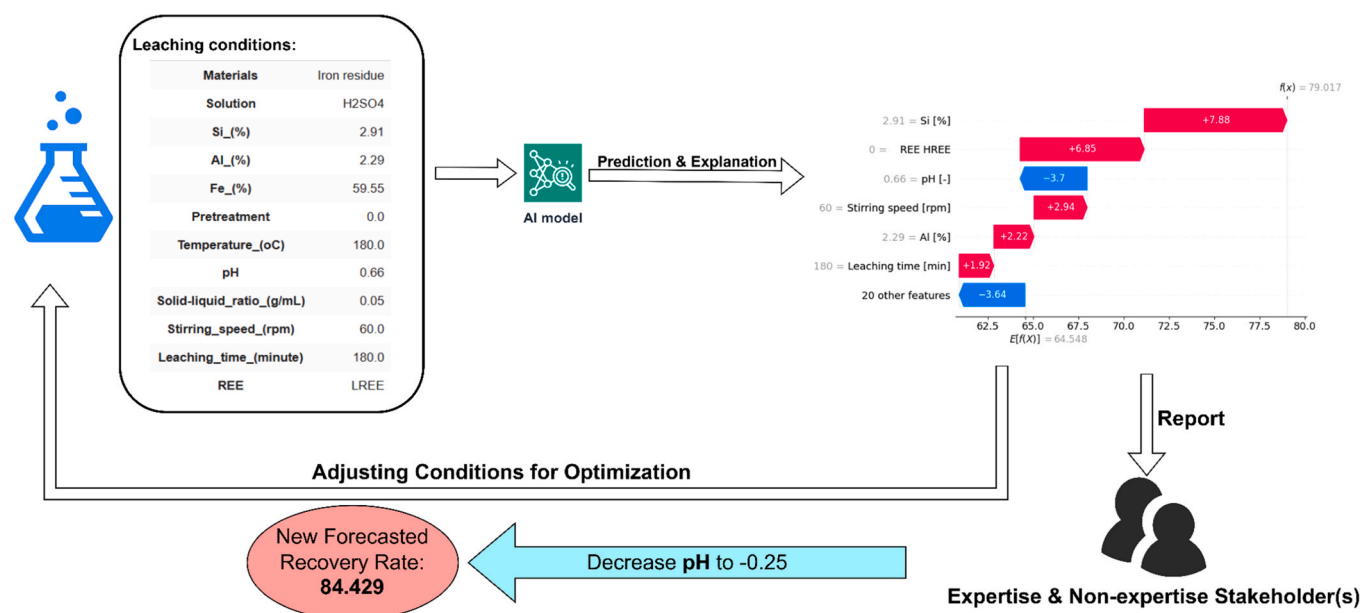 Leaching conditions:
Materials Iron residue
Solution H2SO4
Si_(%) 2.91
Al_(%) 2.29
Fe_(%) 59.55
Pretreatment 0.0
Temperature_(oC) 180.0
pH 0.66
Solid-liquid_ratio_(g/mL) 0.05
Stirring_speed_(rpm) 60.0
Leaching_time_(minute) 180.0
REE LREE
AI model
Prediction & Explanation
f(x) = 79.017
2.91 = Si [%] +7.88
0 = REE HREE +6.85
0.66 = pH [-] −3.7
60 = Stirring speed [rpm] +2.94
2.29 = Al [%] +2.22
180 = Leaching time [min] +1.92
20 other features −3.64
62.5 65.0 67.5 70.0 72.5 75.0 77.5 80.0
E[f(X)] = 64.548
Report
Adjusting Conditions for Optimization
New Forecasted
Recovery Rate:
84.429
Decrease pH to -0.25
Expertise & Non-expertise Stakeholder(s)